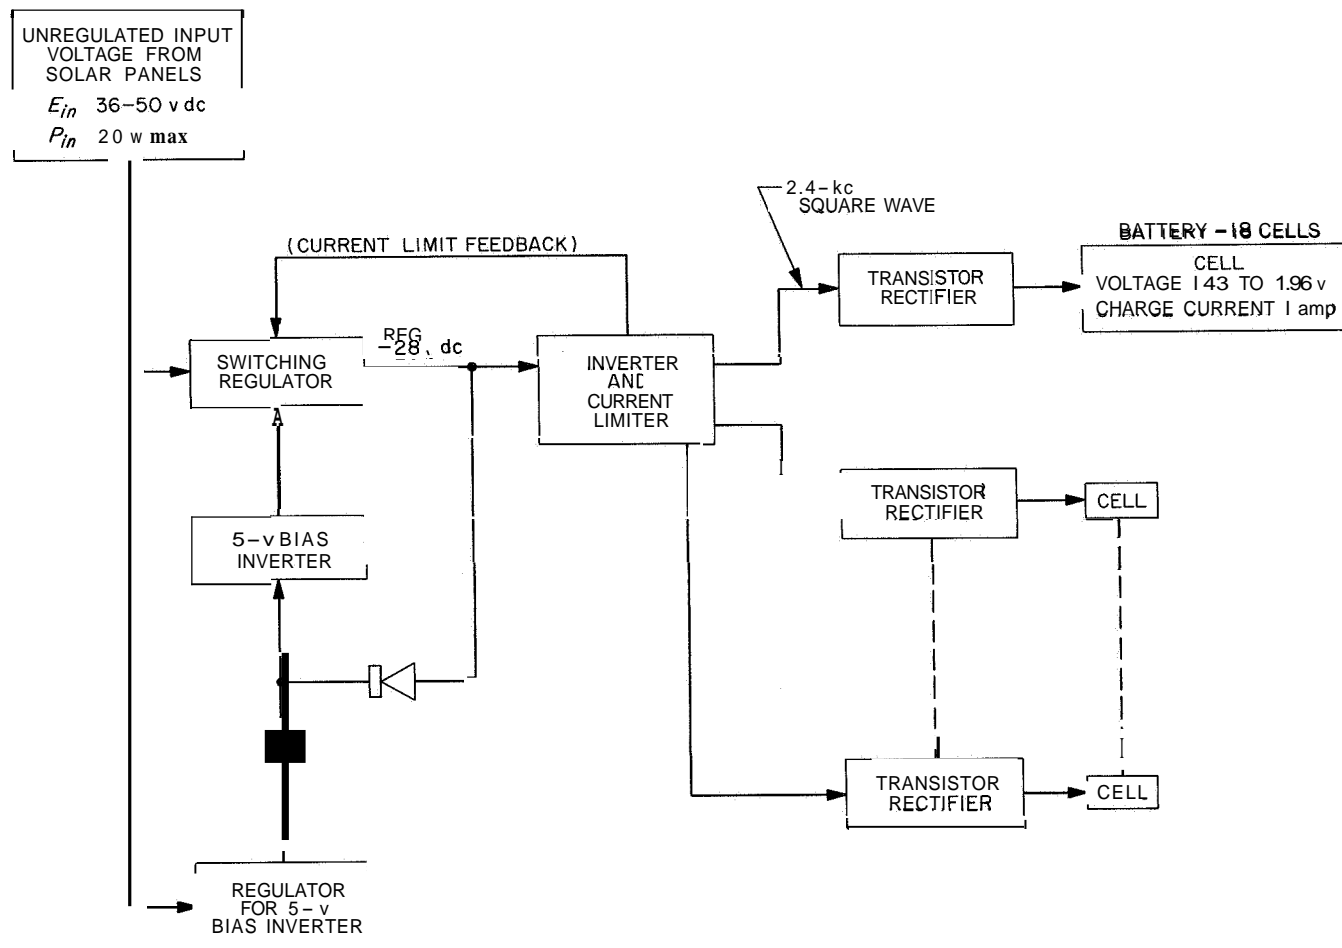 UNREGULATED INPUT
VOLTAGE FROM
SOLAR PANELS
Ein 36-50 v dc
Pin 20 w max
2.4-kc
SQUARE WAVE
(CURRENT LIMIT FEEDBACK)
BATTERY - 18 CELLS
CELL
VOLTAGE 1 43 TO 1.96 v
CHARGE CURRENT 1 amp
TRANSISTOR
RECTIFIER
REG
-28, dc
SWITCHING
REGULATOR
INVERTER
AND
CURRENT
LIMITER
A
TRANSISTOR
RECTIFIER
CELL
5-v BIAS
INVERTER
TRANSISTOR
RECTIFIER
CELL
REGULATOR
FOR 5-v
BIAS INVERTER